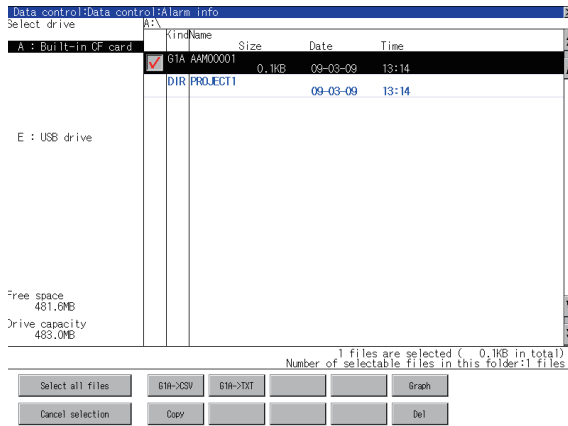 Data control:Data control:Alarm info
Select drive
A:\
Kind Name
Size Date Time
A : Built-in CF card
G1A AAM00001
0.1KB 09-03-09 13:14
DIR PROJECT1
09-03-09 13:14
E : USB drive
Free space
481.6MB
Drive capacity
483.0MB
1 files are selected ( 0.1KB in total)
Number of selectable files in this folder:1 files
Select all files G1A->CSV G1A->TXT Graph
Cancel selection Copy Del